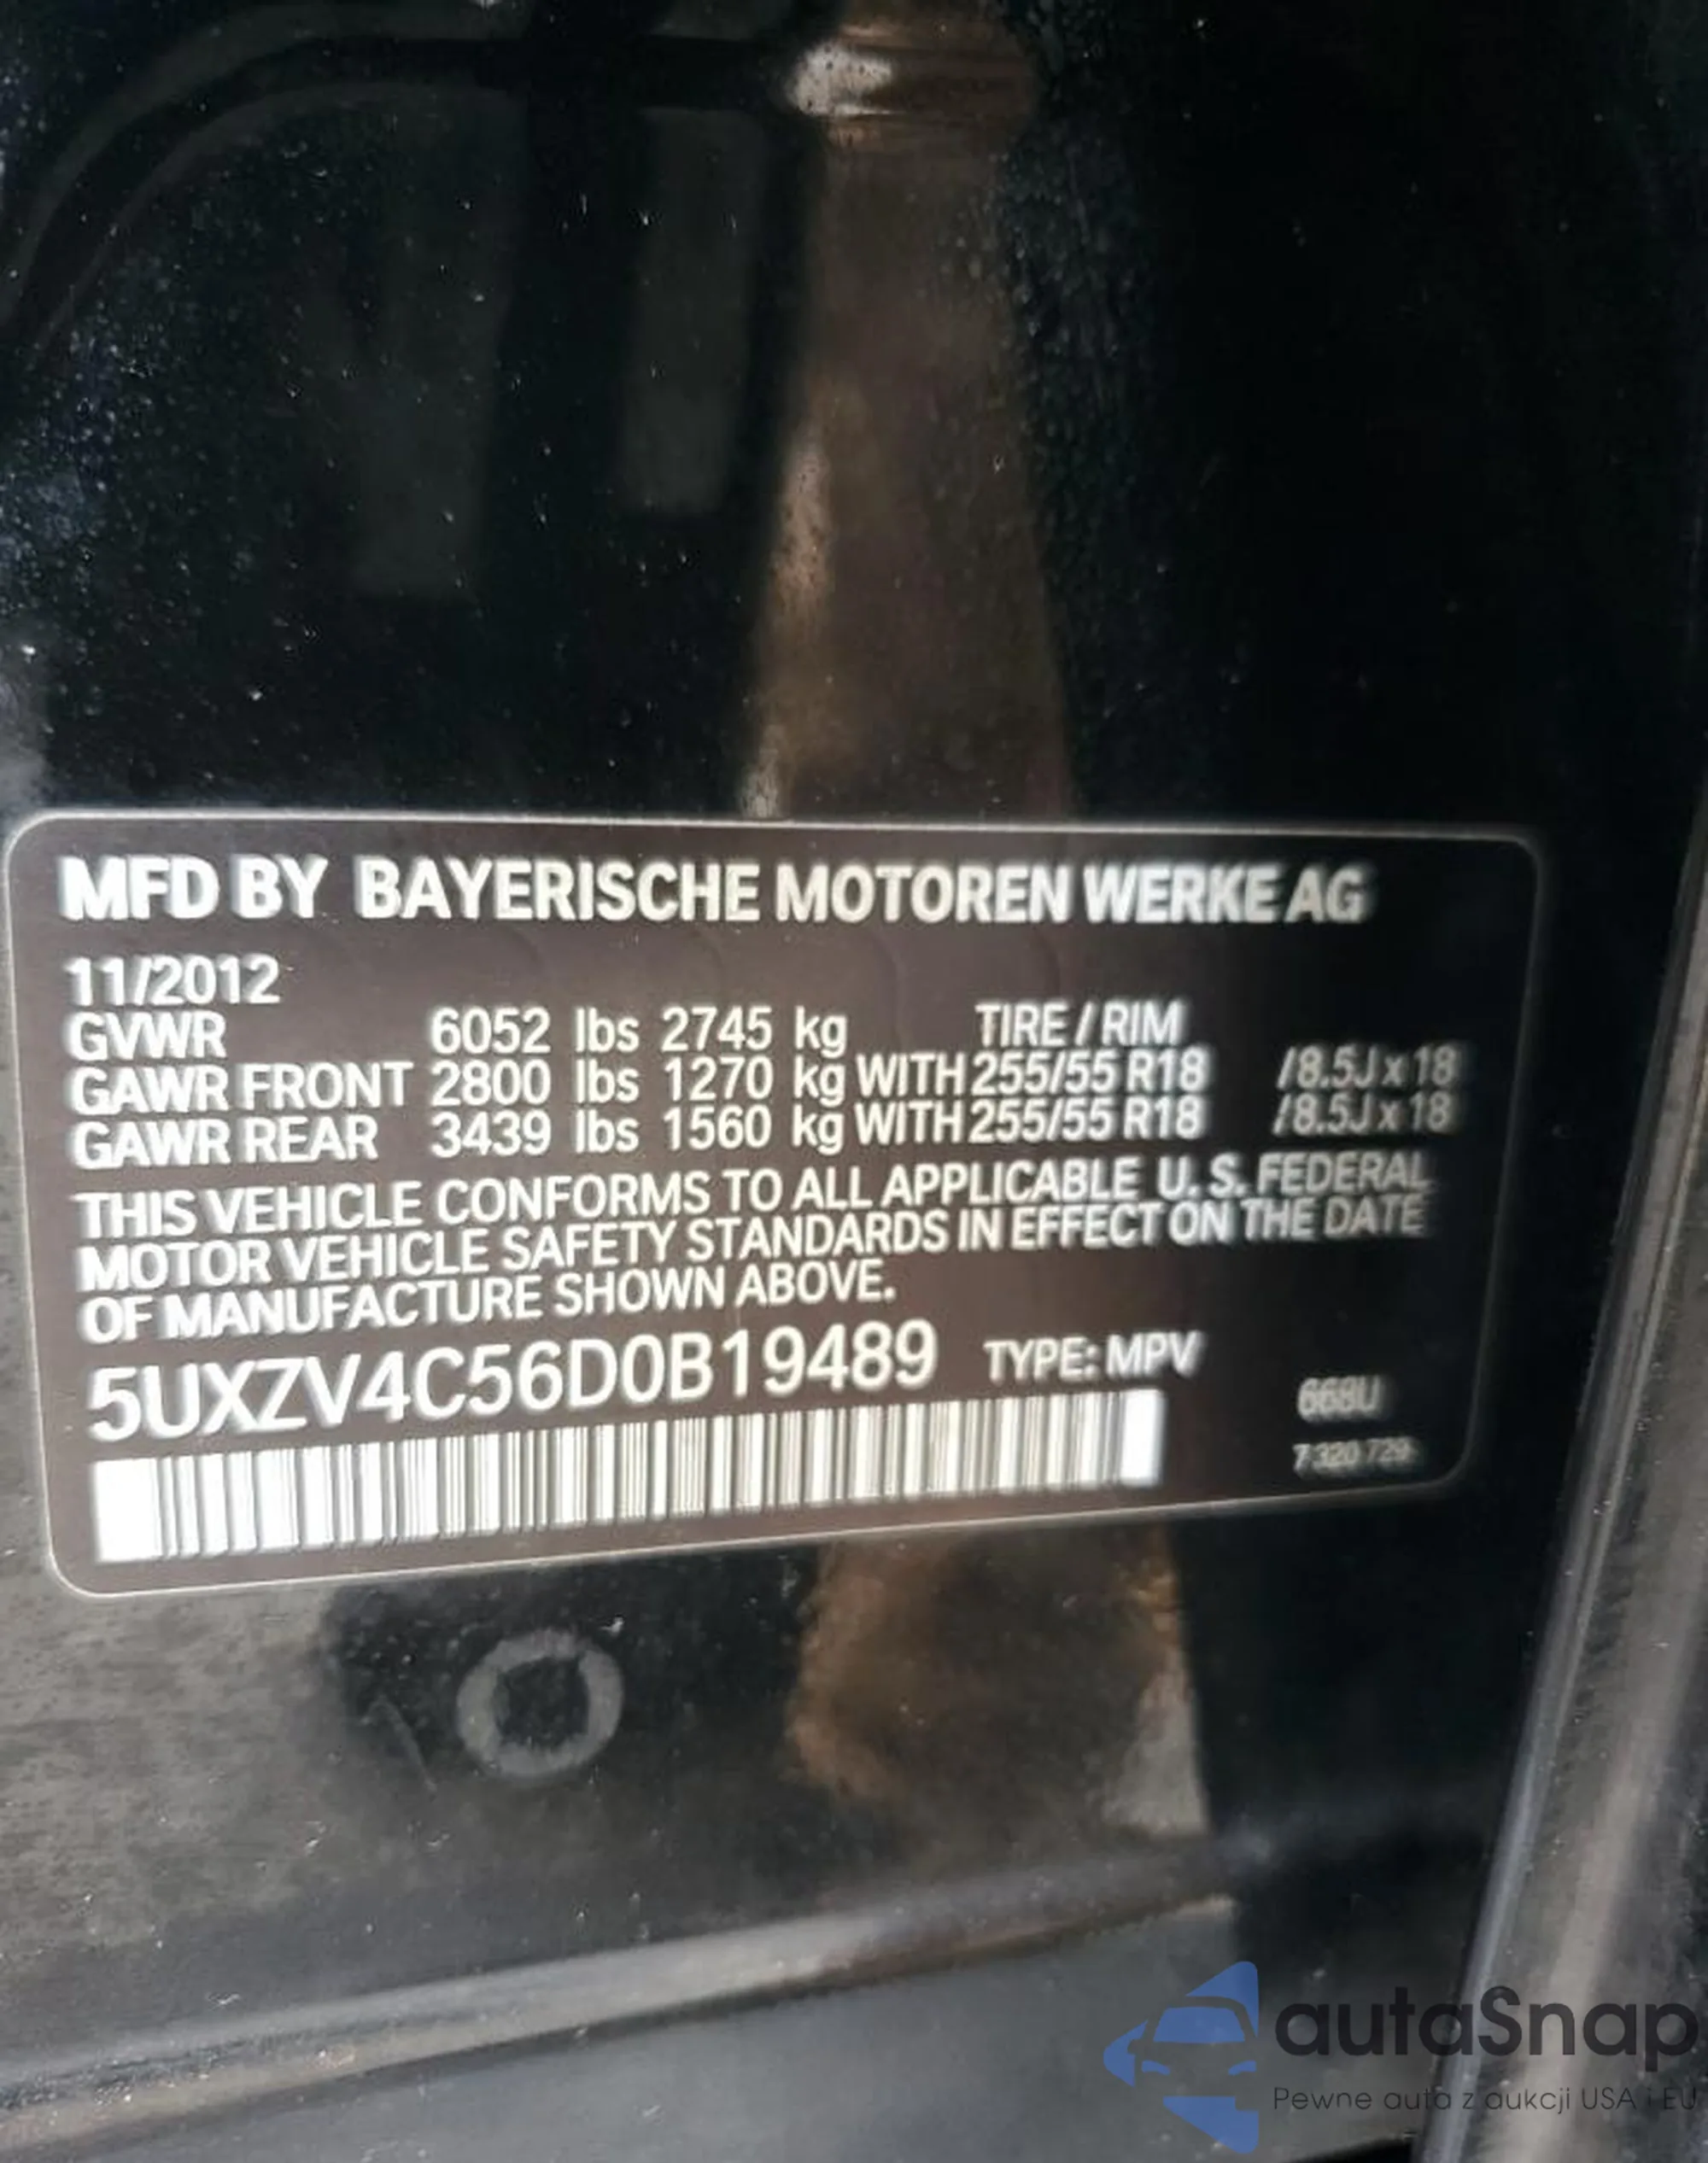 MFD BY BAYERISCHE MOTOREN WERKE AG
11/2012
GVWR 6052 lbs 2745 kg TIRE / RIM
GAWR FRONT 2800 lbs 1270 kg WITH 255/55 R18 /8.5J x 18
GAWR REAR 3439 lbs 1560 kg WITH 255/55 R18 /8.5J x 18
THIS VEHICLE CONFORMS TO ALL APPLICABLE U. S. FEDERAL
MOTOR VEHICLE SAFETY STANDARDS IN EFFECT ON THE DATE
OF MANUFACTURE SHOWN ABOVE.
5UXZV4C56D0B19489 TYPE: MPV
668U
7 320 729
autaSnap
Pewne auta z aukcji USA i EU